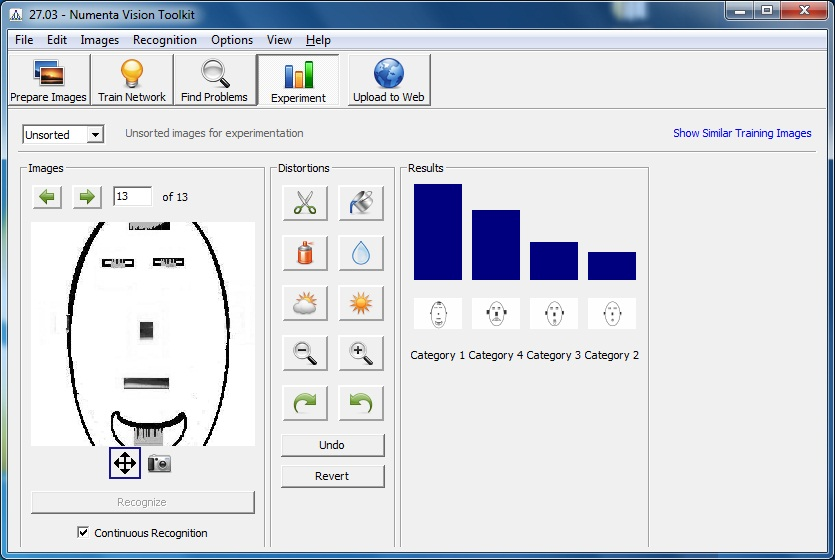 27.03 - Numenta Vision Toolkit
File Edit Images Recognition Options View Help
Prepare Images Train Network Find Problems Experiment Upload to Web
Unsorted Unsorted images for experimentation Show Similar Training Images
Images Distortions Results
13 of 13
Category 1 Category 4 Category 3 Category 2
Undo
Revert
Recognize
Continuous Recognition